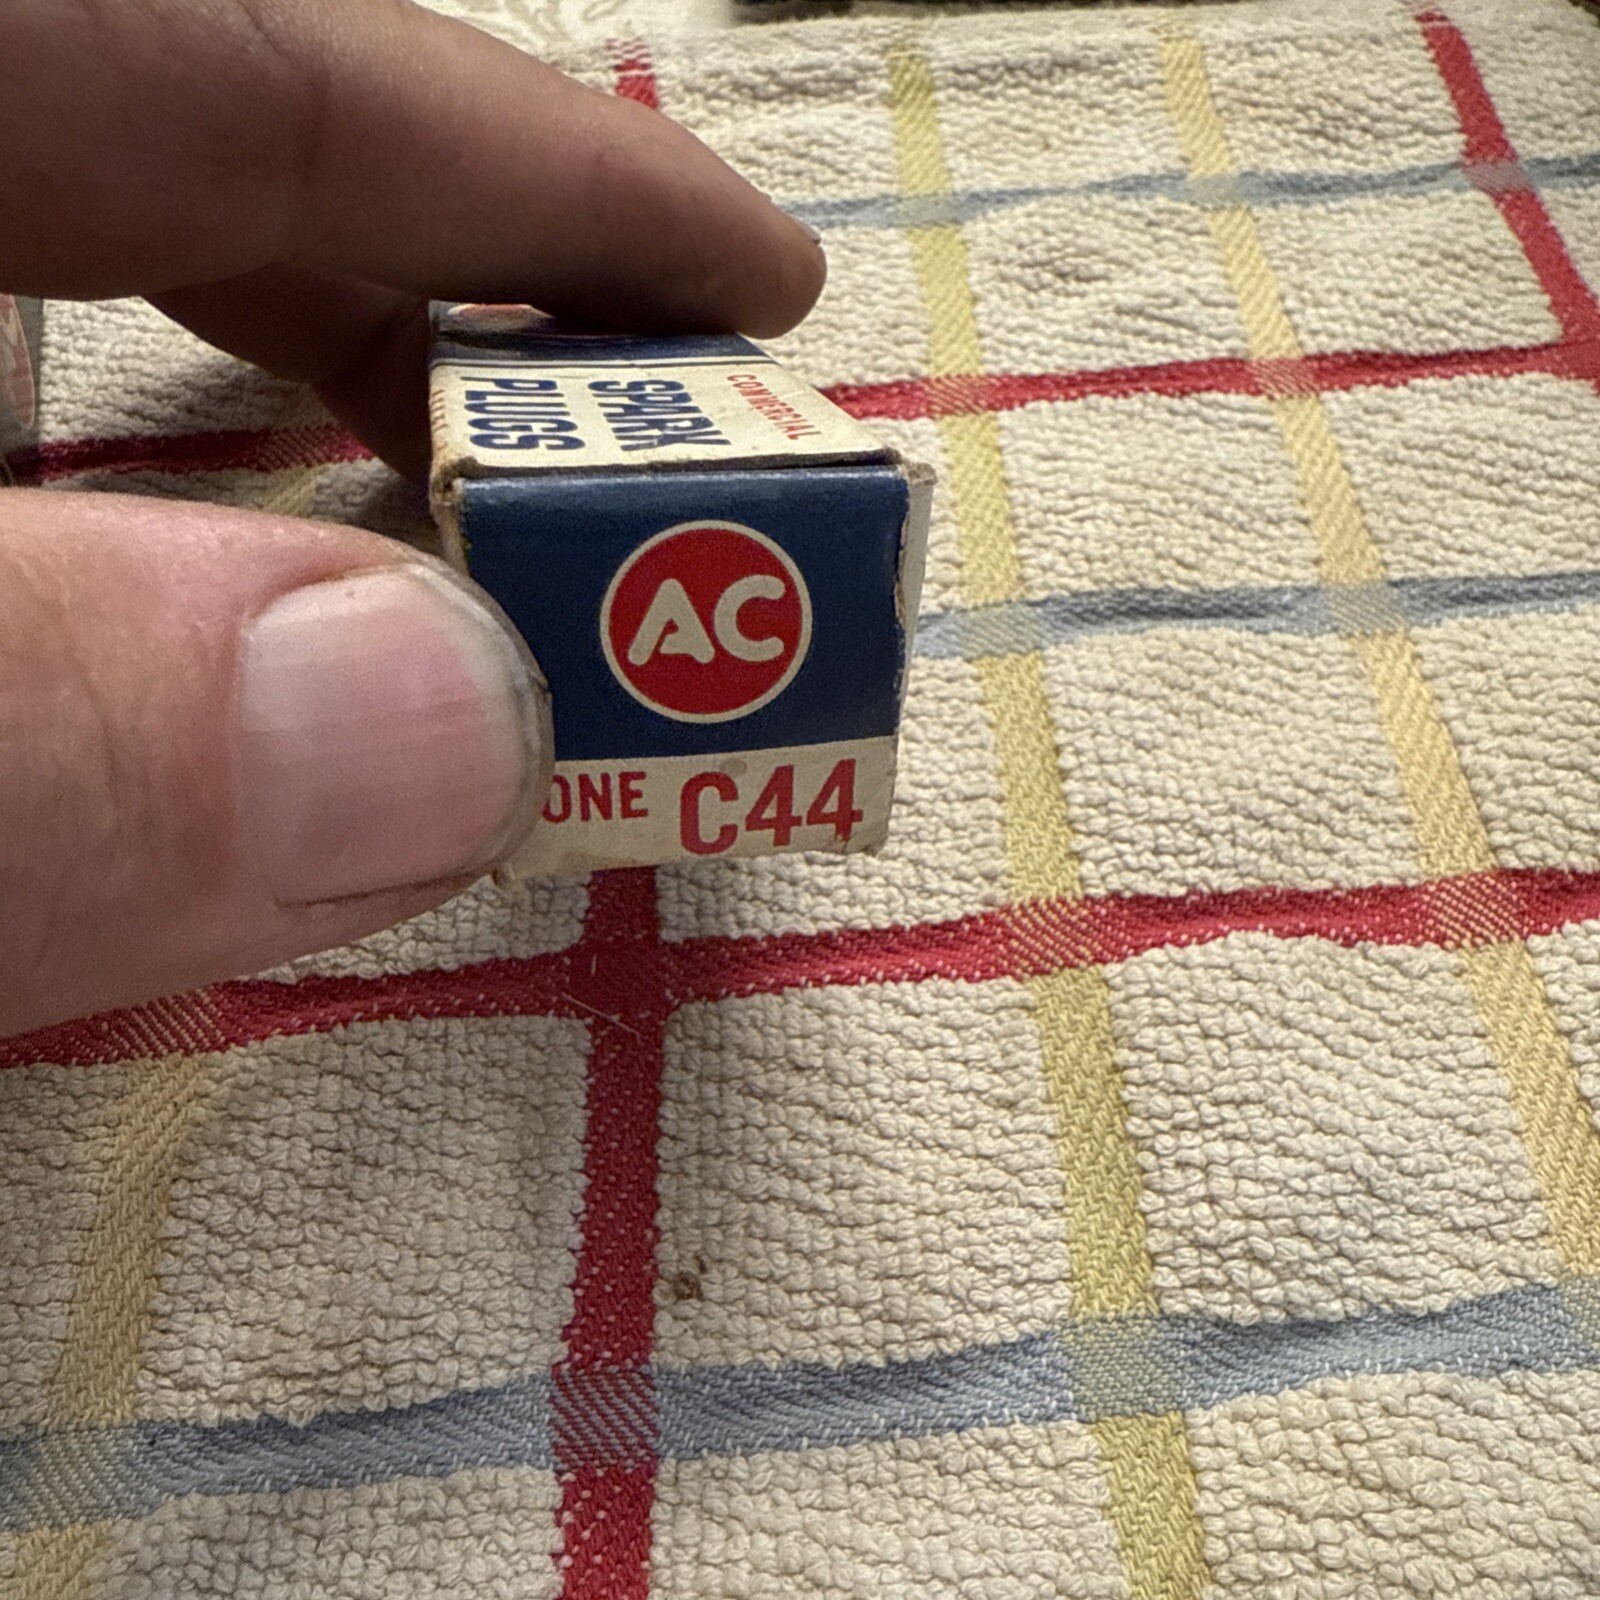 COMMERCIAL
SPARK
PLUGS
AC
ONE C44